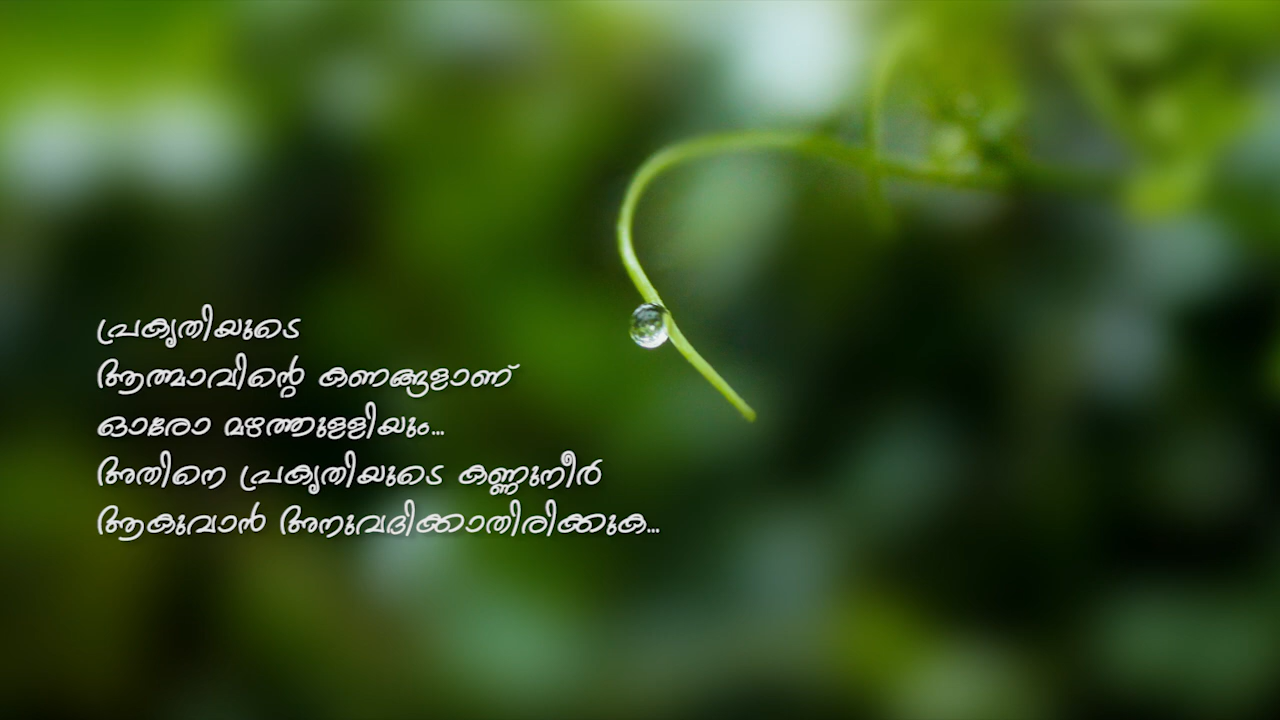 പ്രകൃതിയുടെ
ആത്മാവിന്റെ കണങ്ങളാണ്
ഓരോ മഴത്തുള്ളിയും...
അതിനെ പ്രകൃതിയുടെ കണ്ണുനീർ
ആകുവാൻ അനുവദിക്കാതിരിക്കുക...